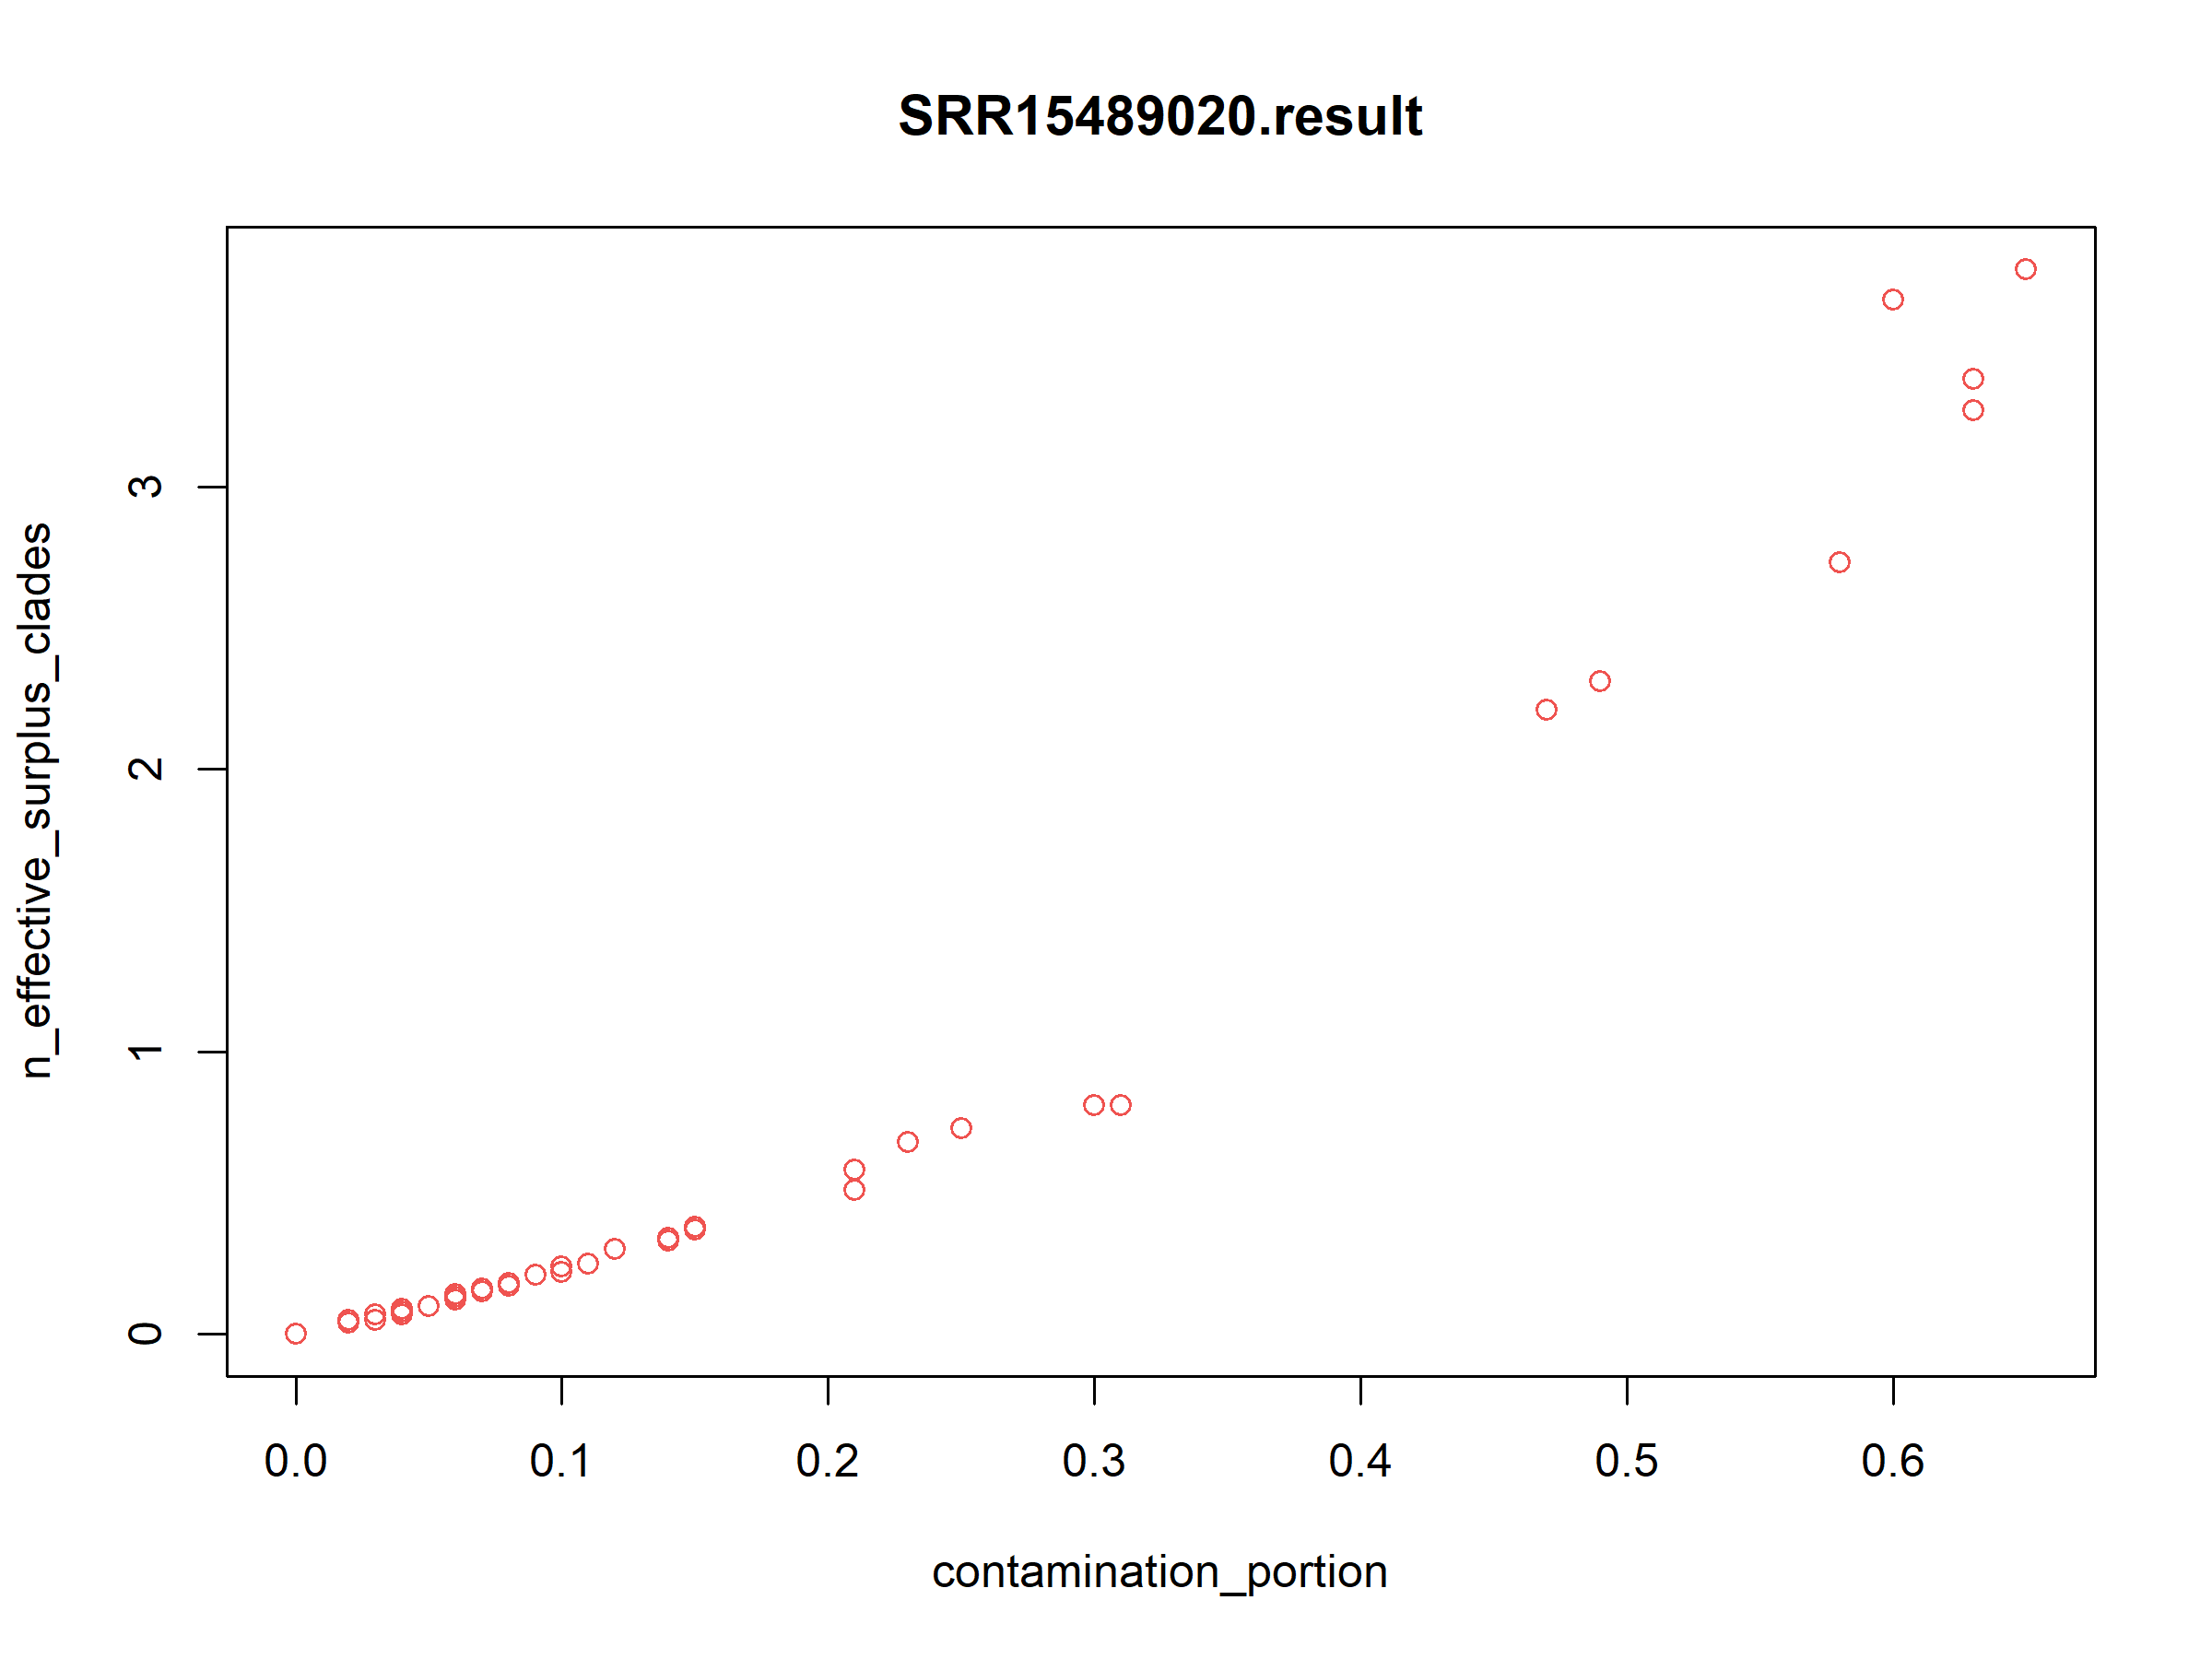 SRR15489020.result
n_effective_surplus_clades
3
2
1
0
0.0 0.1 0.2 0.3 0.4 0.5 0.6
contamination_portion